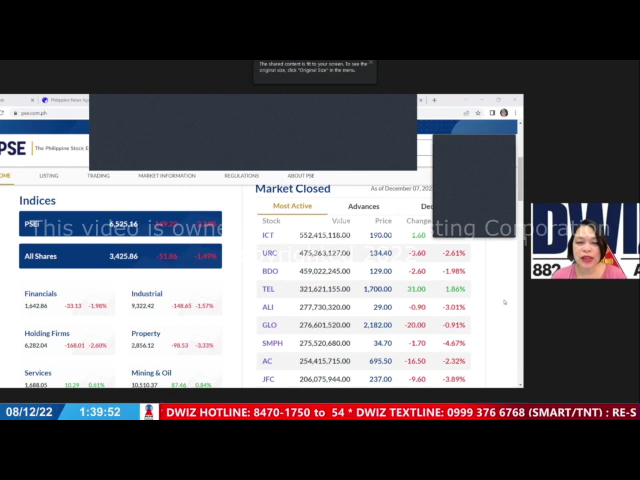 The shared content is fit to your screen. To see the
original size, click "Original Size" in the menu.
Philippine News Age
pse.com.ph
PSE The Philippine Stock E
OME LISTING TRADING MARKET INFORMATION REGULATIONS ABOUT PSE
Indices
PSEi 6,525.16
All Shares 3,425.86 -51.86 -1.49%
Financials
1,642.86 -33.13 -1.98%
Industrial
9,322.42 -148.65 -1.57%
Holding Firms
6,282.04 -168.01 -2.60%
Property
2,856.12 -98.53 -3.33%
Services
1,688.05 10.29 0.61%
Mining & Oil
10,510.37 87.46 0.84%
Market Closed As of December 07, 202
Most Active Advances Dec
Stock Value Price Change
ICT 552,415,118.00 190.00 1.60
URC 475,263,127.00 134.40 -3.60 -2.61%
BDO 459,022,245.00 129.00 -2.60 -1.98%
TEL 321,621,155.00 1,700.00 31.00 1.86%
ALI 277,730,320.00 29.00 -0.90 -3.01%
GLO 276,601,520.00 2,182.00 -20.00 -0.91%
SMPH 275,520,680.00 34.70 -1.70 -4.67%
AC 254,415,715.00 695.50 -16.50 -2.32%
JFC 206,075,944.00 237.00 -9.60 -3.89%
This video is owne sting Corporation
DWIZ
882
08/12/22 1:39:52 DWIZ HOTLINE: 8470-1750 to 54 * DWIZ TEXTLINE: 0999 376 6768 (SMART/TNT) : RE-S